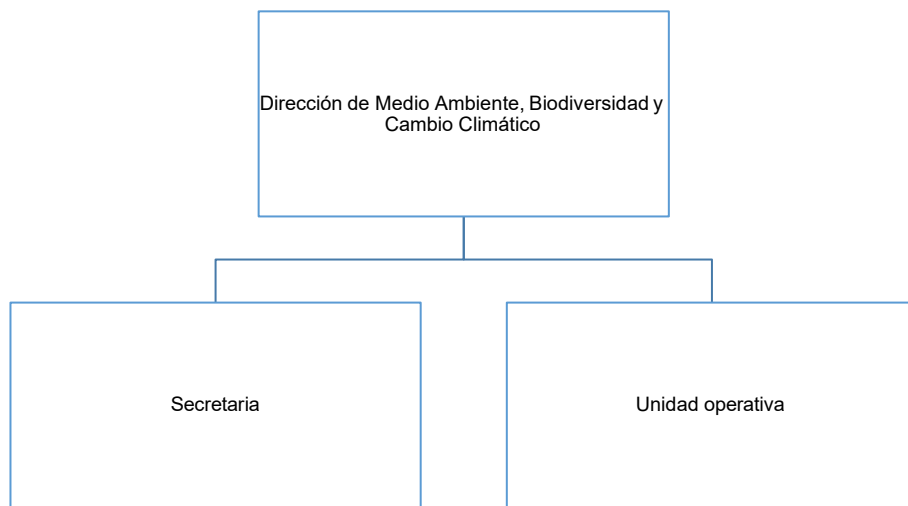 Dirección de Medio Ambiente, Biodiversidad y
Cambio Climático
Secretaria
Unidad operativa